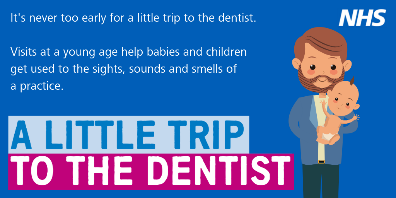 It's never too early for a little trip to the dentist.
NHS
Visits at a young age help babies and children
get used to the sights, sounds and smells of
a practice.
A LITTLE TRIP
TO THE DENTIST